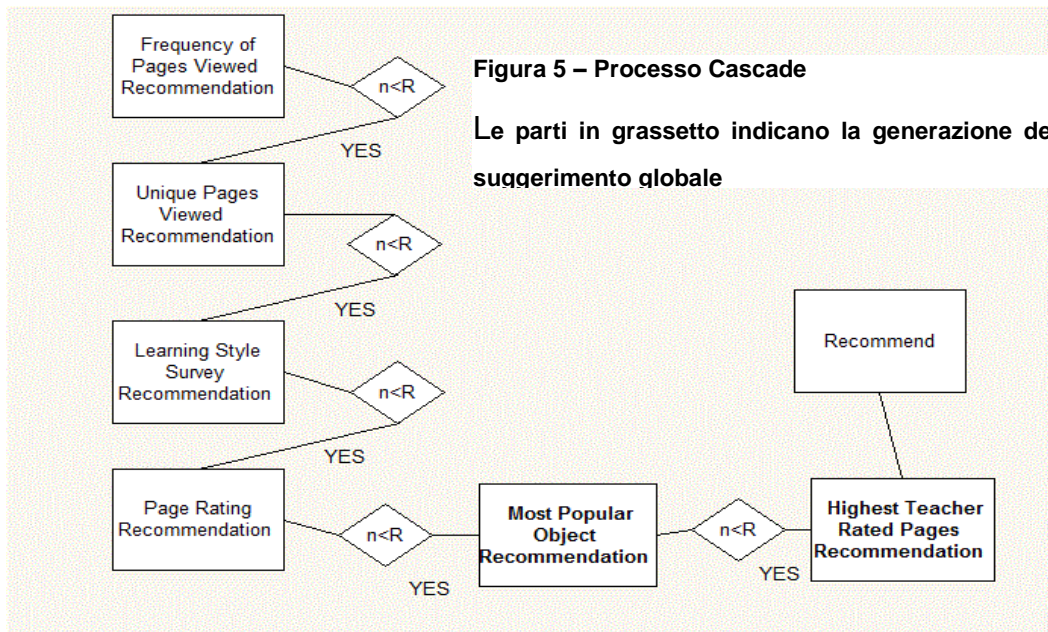 Frequency of
Pages Viewed
Recommendation
n<R
Figura 5 – Processo Cascade
Le parti in grassetto indicano la generazione de
suggerimento globale
YES
Unique Pages
Viewed
Recommendation
n<R
YES
Learning Style
Survey
Recommendation
n<R
YES
Recommend
Page Rating
Recommendation
n<R
YES
Most Popular
Object
Recommendation
n<R
YES
Highest Teacher
Rated Pages
Recommendation